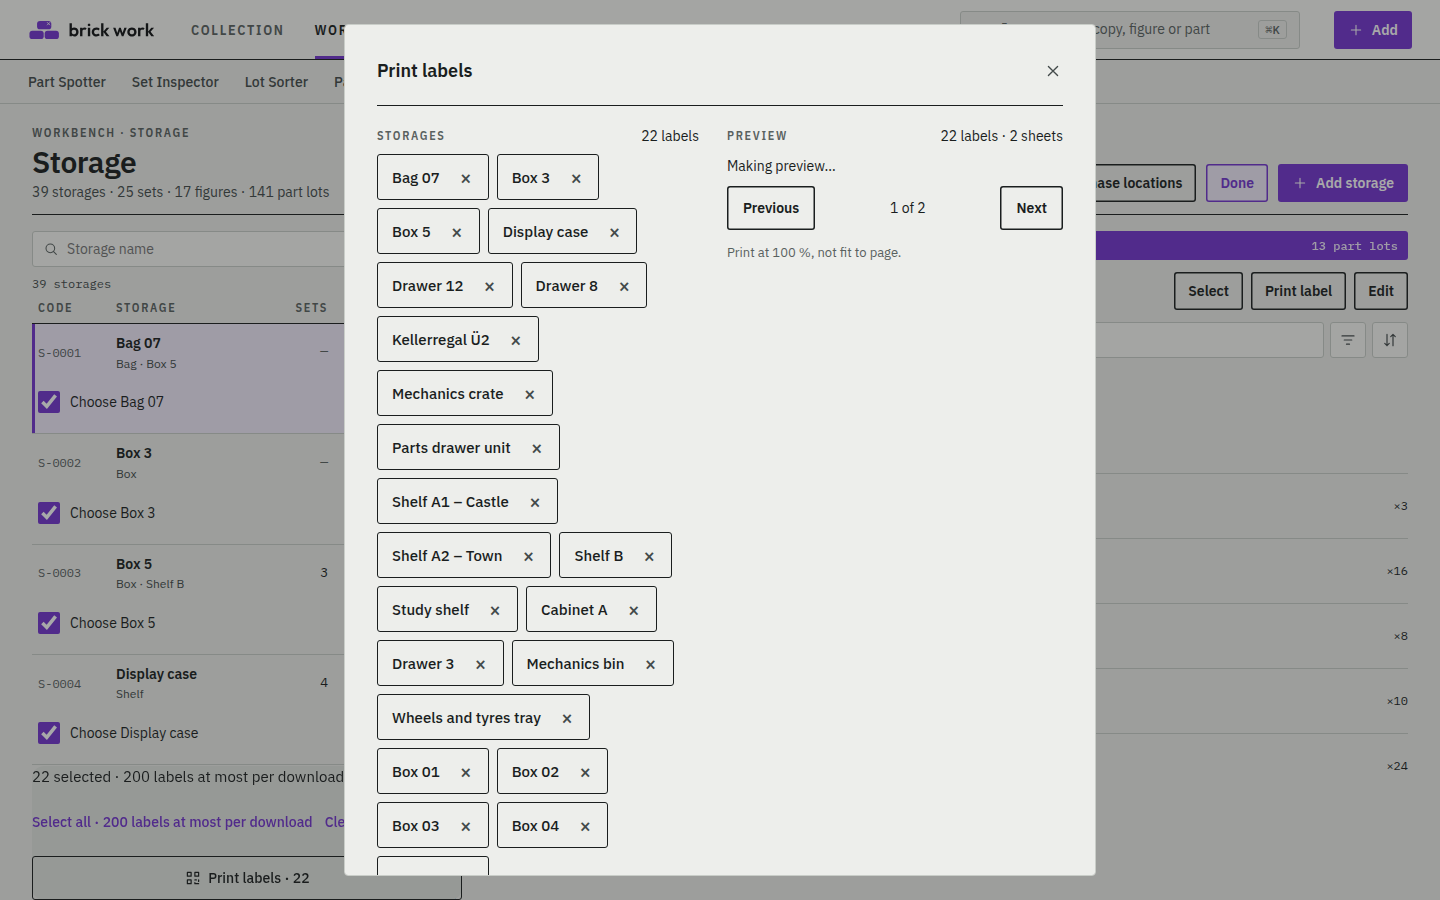 brick work
COLLECTION
copy, figure or part
⌘K
+ Add
Part Spotter
Set Inspector
Lot Sorter
WORKBENCH · STORAGE
Storage
39 storages · 25 sets · 17 figures · 141 part lots
Done
+ Add storage
Storage name
13 part lots
39 storages
CODE STORAGE SETS
Select
Print label
Edit
S-0001
Bag 07
–
Bag · Box 5
Choose Bag 07
S-0002
Box 3
–
Box
Choose Box 3
S-0003
Box 5
3
Box · Shelf B
Choose Box 5
S-0004
Display case
4
Shelf
Choose Display case
22 selected · 200 labels at most per download
Select all · 200 labels at most per download
Print labels · 22
Print labels
STORAGES 22 labels
Bag 07 ×
Box 3 ×
Box 5 ×
Display case ×
Drawer 12 ×
Drawer 8 ×
Kellerregal Ü2 ×
Mechanics crate ×
Parts drawer unit ×
Shelf A1 – Castle ×
Shelf A2 – Town ×
Shelf B ×
Study shelf ×
Cabinet A ×
Drawer 3 ×
Mechanics bin ×
Wheels and tyres tray ×
Box 01 ×
Box 02 ×
Box 03 ×
Box 04 ×
PREVIEW 22 labels · 2 sheets
Making preview…
Previous
1 of 2
Next
Print at 100 %, not fit to page.
locations
×3
×16
×8
×10
×24